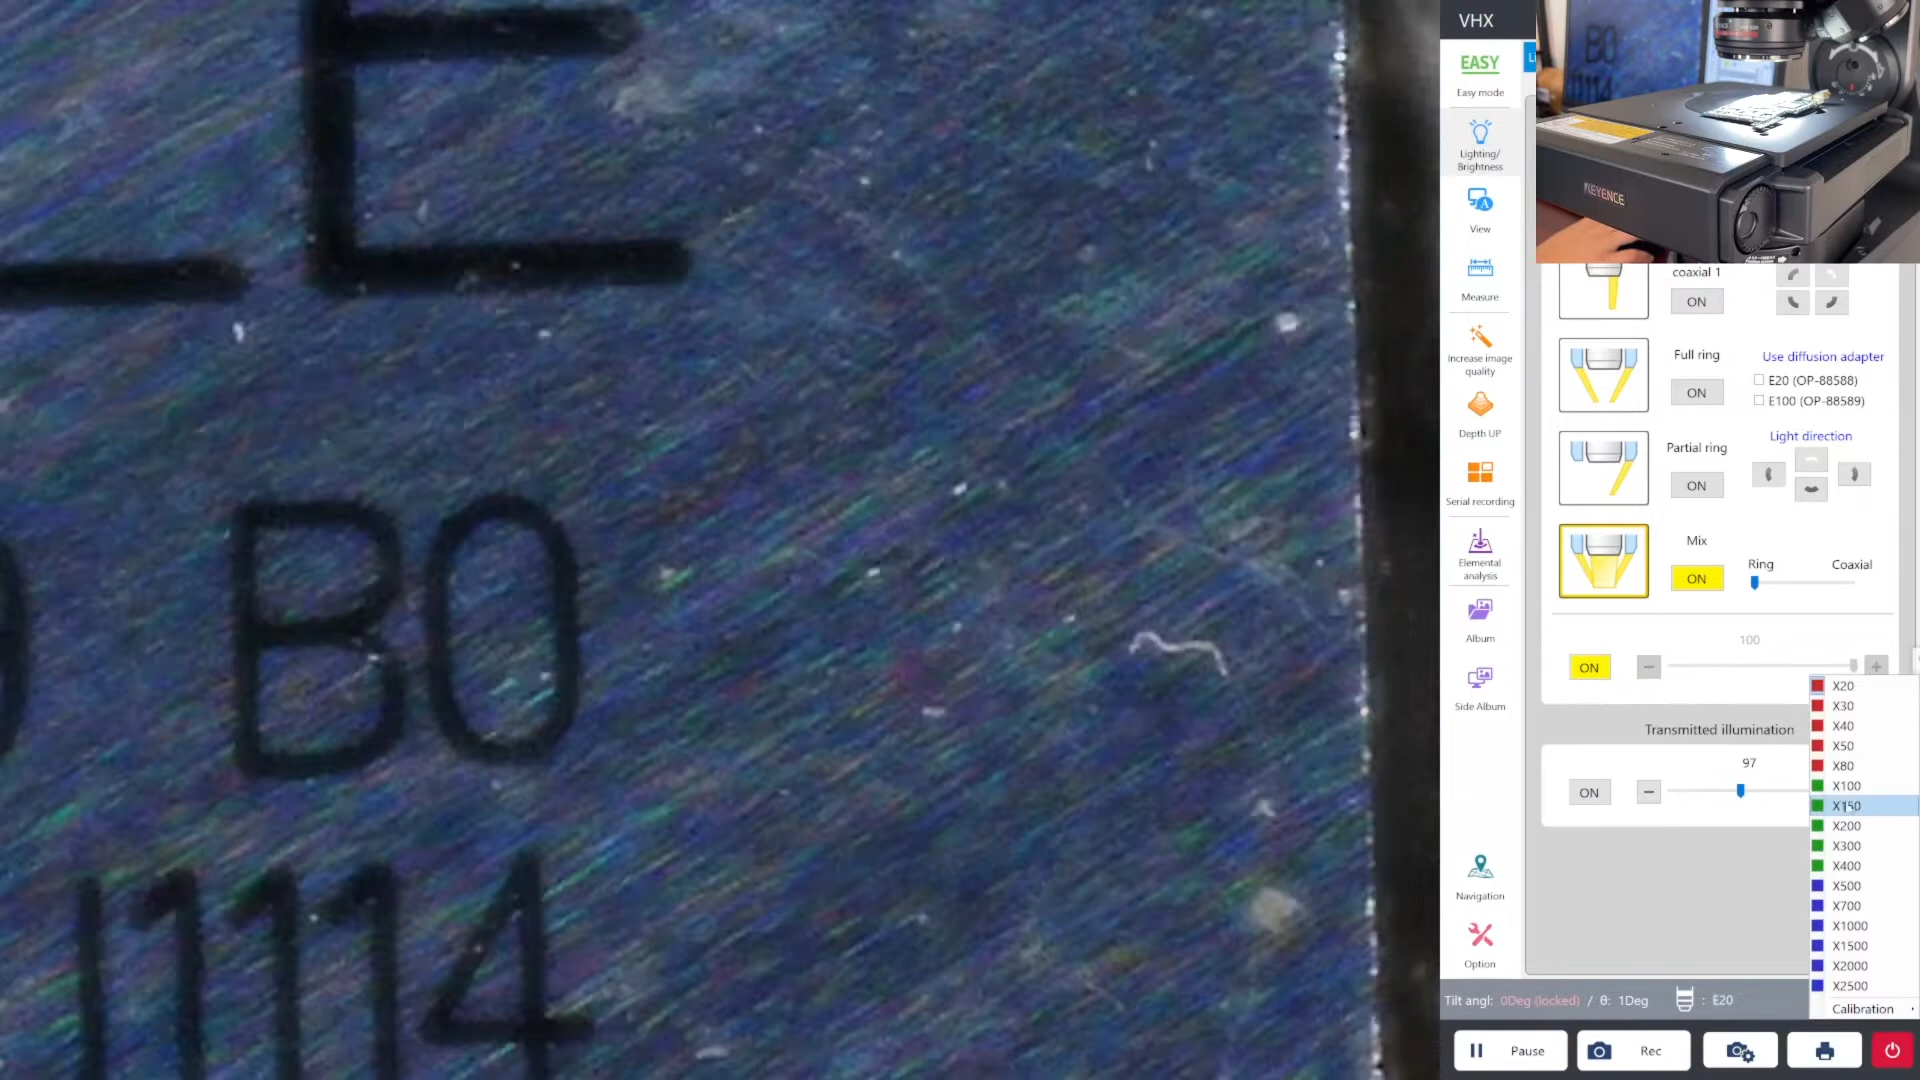 E
B0
1114
VHX
EASY
Easy mode
Lighting/
Brightness
View
Measure
Increase image
quality
Depth UP
Serial recording
Elemental
analysis
Album
Side Album
Navigation
Option
B0
KEYENCE
coaxial 1
ON
Full ring
ON
Use diffusion adapter
E20 (OP-88588)
E100 (OP-88589)
Partial ring
ON
Light direction
Mix
ON
Ring
Coaxial
100
ON
Transmitted illumination
97
ON
X20
X30
X40
X50
X80
X100
X150
X200
X300
X400
X500
X700
X1000
X1500
X2000
X2500
Calibration
Tilt angl: 0Deg (locked) / θ: 1Deg : E20
Pause
Rec